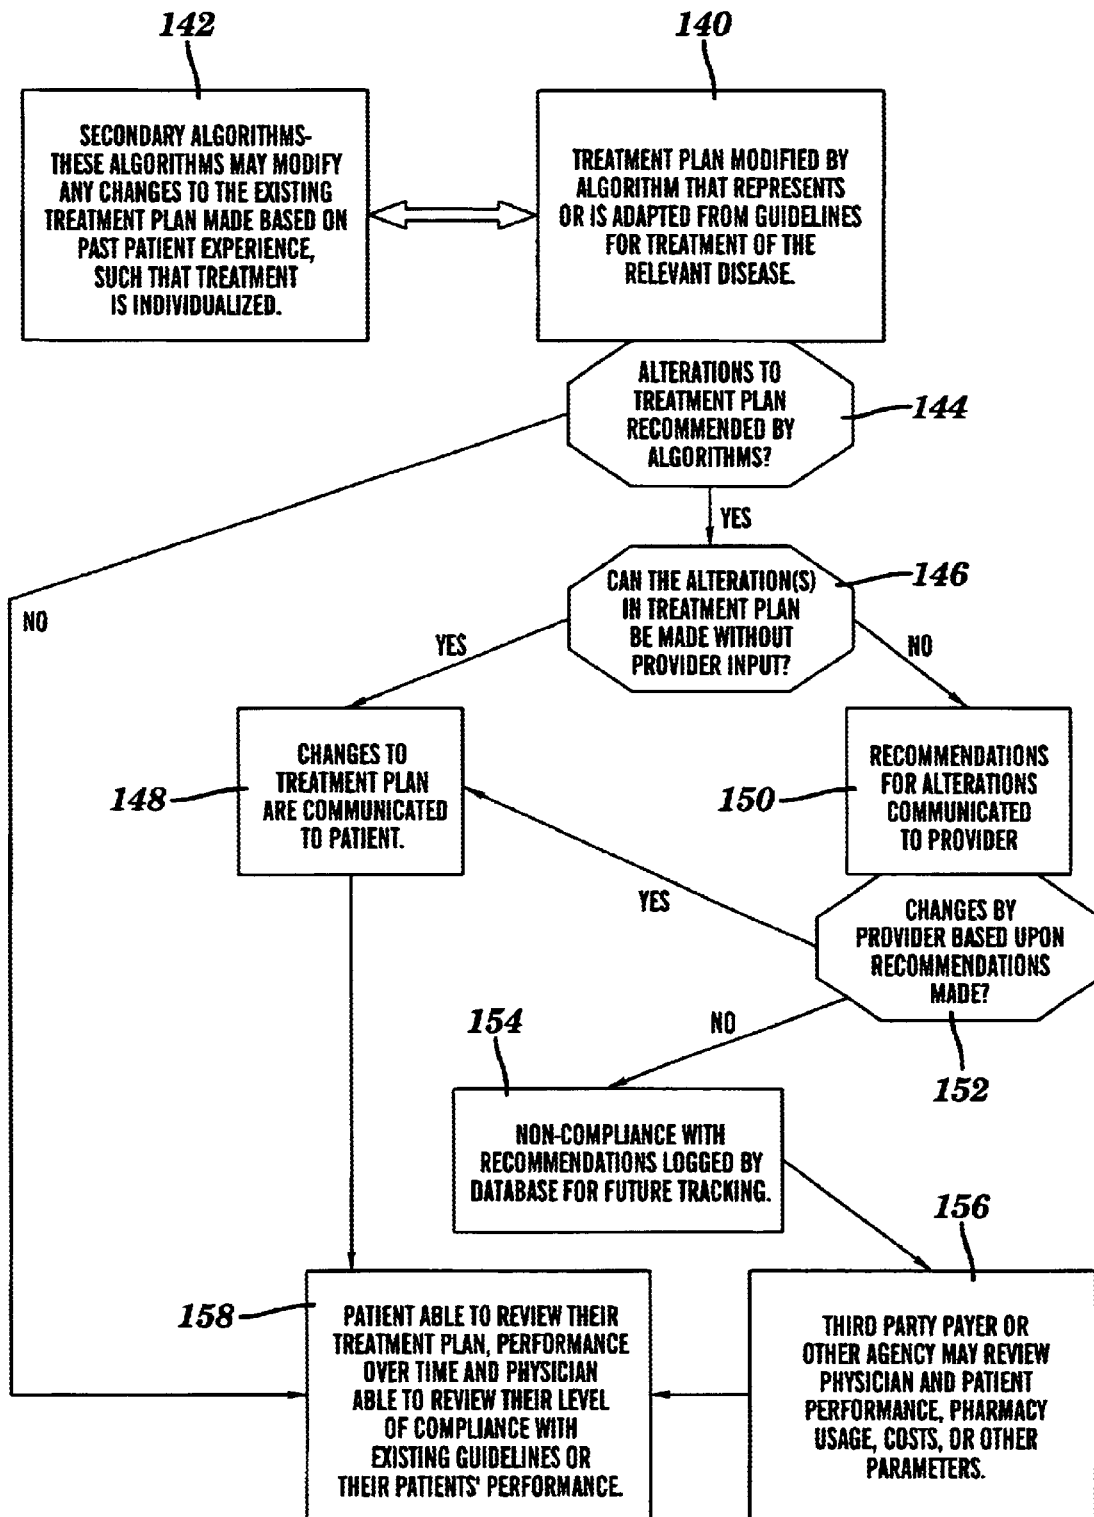 142
140
SECONDARY ALGORITHMS-
THESE ALGORITHMS MAY MODIFY
ANY CHANGES TO THE EXISTING
TREATMENT PLAN MADE BASED ON
PAST PATIENT EXPERIENCE,
SUCH THAT TREATMENT
IS INDIVIDUALIZED.
TREATMENT PLAN MODIFIED BY
ALGORITHM THAT REPRESENTS
OR IS ADAPTED FROM GUIDELINES
FOR TREATMENT OF THE
RELEVANT DISEASE.
ALTERATIONS TO
TREATMENT PLAN
RECOMMENDED BY
ALGORITHMS?
144
YES
NO
CAN THE ALTERATION(S)
IN TREATMENT PLAN
BE MADE WITHOUT
PROVIDER INPUT?
146
YES
NO
CHANGES TO
TREATMENT PLAN
ARE COMMUNICATED
TO PATIENT.
148
RECOMMENDATIONS
FOR ALTERATIONS
COMMUNICATED
TO PROVIDER
150
CHANGES BY
PROVIDER BASED UPON
RECOMMENDATIONS
MADE?
152
YES
NO
154
NON-COMPLIANCE WITH
RECOMMENDATIONS LOGGED BY
DATABASE FOR FUTURE TRACKING.
156
158
PATIENT ABLE TO REVIEW THEIR
TREATMENT PLAN, PERFORMANCE
OVER TIME AND PHYSICIAN
ABLE TO REVIEW THEIR LEVEL
OF COMPLIANCE WITH
EXISTING GUIDELINES OR
THEIR PATIENTS' PERFORMANCE.
THIRD PARTY PAYER OR
OTHER AGENCY MAY REVIEW
PHYSICIAN AND PATIENT
PERFORMANCE, PHARMACY
USAGE, COSTS, OR OTHER
PARAMETERS.